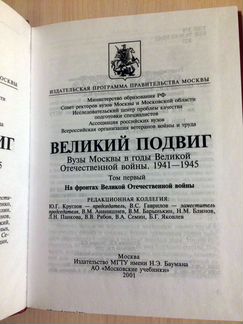 ИЗДАТЕЛЬСКАЯ ПРОГРАММА ПРАВИТЕЛЬСТВА МОСКВЫ
Министерство образования РФ
Совет ректоров вузов Москвы и Московской области
Исследовательский центр проблем качества
подготовки специалистов
Ассоциация российских вузов
Всероссийская организация ветеранов войны и труда
ВЕЛИКИЙ ПОДВИГ
Вузы Москвы в годы Великой
Отечественной войны. 1941—1945
Том первый
На фронтах Великой Отечественной войны
РЕДАКЦИОННАЯ КОЛЛЕГИЯ:
Ю.Г. Круглов — председатель, В.С. Гаврилов — заместитель
председателя, В.М. Ананишнев, В.М. Барынькин, Н.М. Блинов,
Л.Н. Панкова, В.В. Рябов, В.А. Семин, Б.Г. Яковлев
Москва
Издательство МГТУ имени Н.Э. Баумана
АО «Московские учебники»
2001